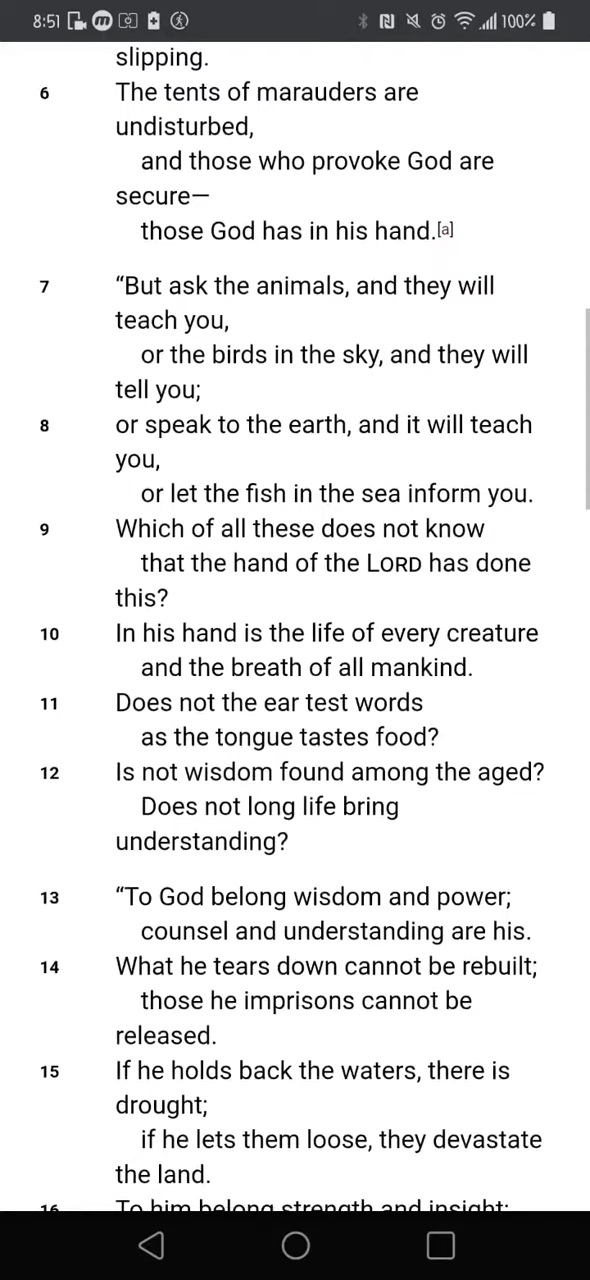 8:51
100%
slipping.
6 The tents of marauders are
undisturbed,
and those who provoke God are
secure—
those God has in his hand.[a]
7 “But ask the animals, and they will
teach you,
or the birds in the sky, and they will
tell you;
8 or speak to the earth, and it will teach
you,
or let the fish in the sea inform you.
9 Which of all these does not know
that the hand of the LORD has done
this?
10 In his hand is the life of every creature
and the breath of all mankind.
11 Does not the ear test words
as the tongue tastes food?
12 Is not wisdom found among the aged?
Does not long life bring
understanding?
13 “To God belong wisdom and power;
counsel and understanding are his.
14 What he tears down cannot be rebuilt;
those he imprisons cannot be
released.
15 If he holds back the waters, there is
drought;
if he lets them loose, they devastate
the land.
16 To him belong strength and insight;